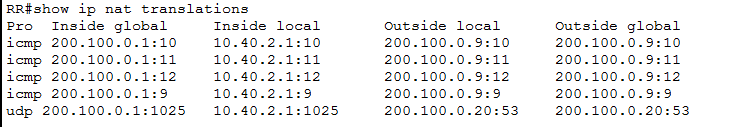 RR#show ip nat translations
Pro  Inside global     Inside local       Outside local      Outside global
icmp 200.100.0.1:10    10.40.2.1:10       200.100.0.9:10     200.100.0.9:10
icmp 200.100.0.1:11    10.40.2.1:11       200.100.0.9:11     200.100.0.9:11
icmp 200.100.0.1:12    10.40.2.1:12       200.100.0.9:12     200.100.0.9:12
icmp 200.100.0.1:9     10.40.2.1:9        200.100.0.9:9      200.100.0.9:9
udp 200.100.0.1:1025   10.40.2.1:1025     200.100.0.20:53    200.100.0.20:53